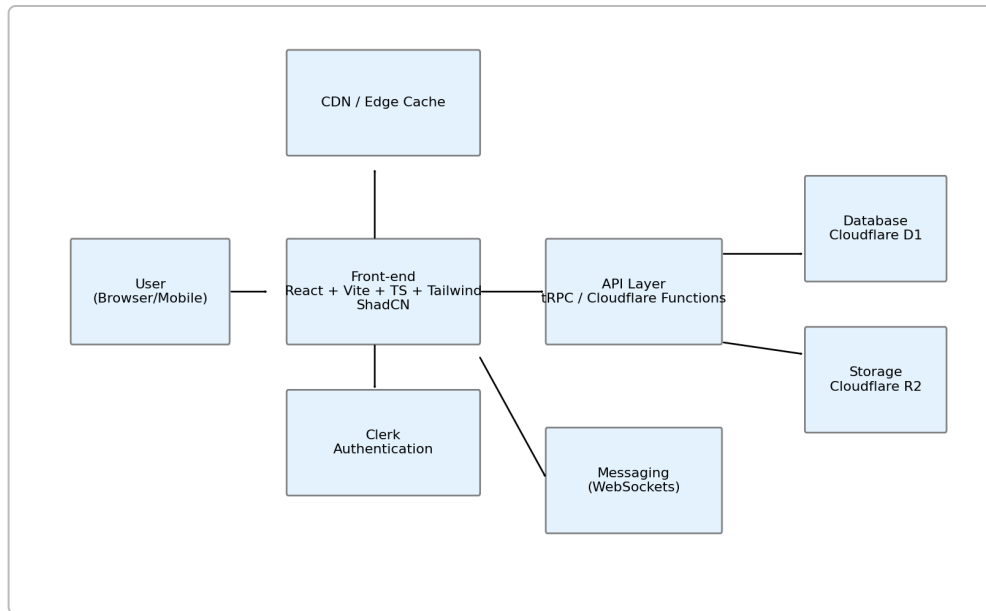 CDN / Edge Cache
Database
Cloudflare D1
User
(Browser/Mobile)
Front-end
React + Vite + TS + Tailwind
ShadCN
API Layer
tRPC / Cloudflare Functions
Storage
Cloudflare R2
Clerk
Authentication
Messaging
(WebSockets)